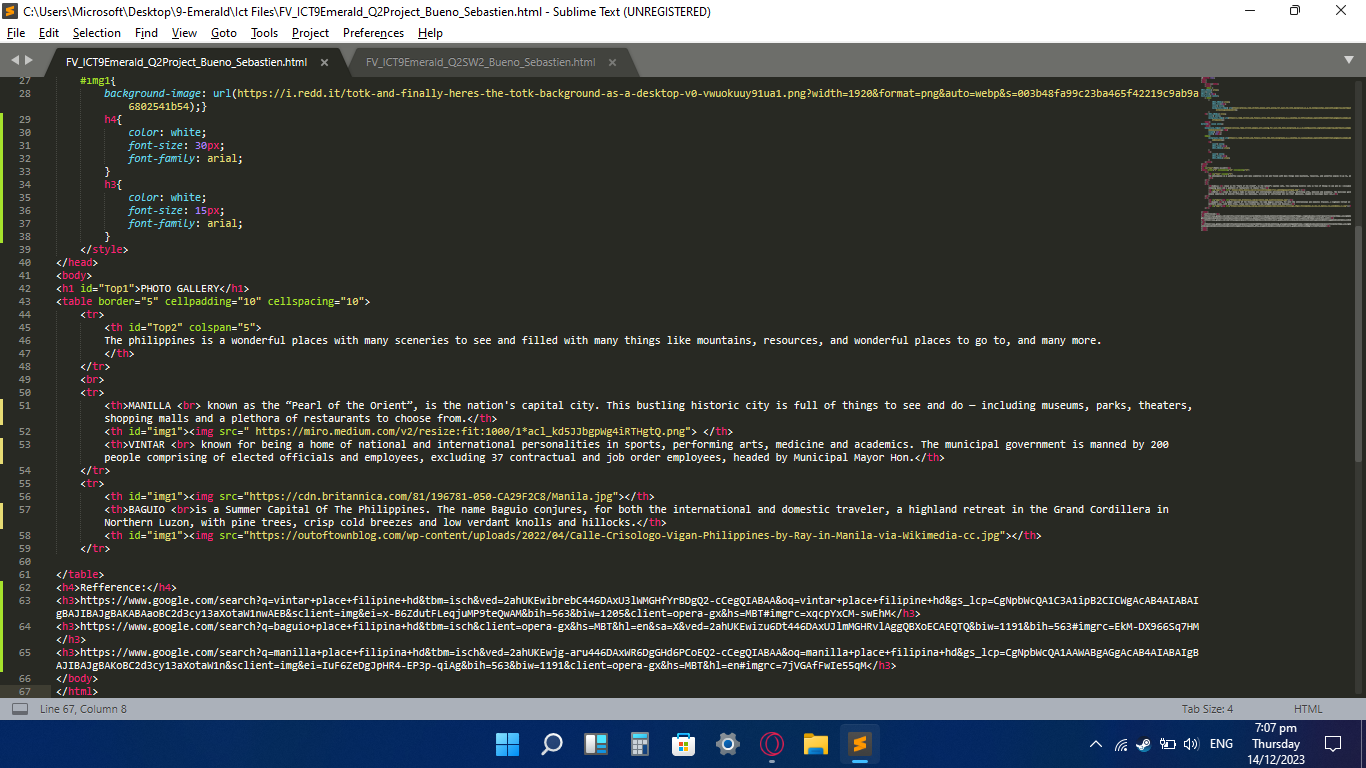 C:\Users\Microsoft\Desktop\9-Emerald\Ict Files\FV_ICT9Emerald_Q2Project_Bueno_Sebastien.html - Sublime Text (UNREGISTERED)
File Edit Selection Find View Goto Tools Project Preferences Help
FV_ICT9Emerald_Q2Project_Bueno_Sebastien.html FV_ICT9Emerald_Q2SW2_Bueno_Sebastien.html
27 #img1{
28 background-image: url(https://i.redd.it/totk-and-finally-heres-the-totk-background-as-a-desktop-v0-vwuokuuy91ua1.png?width=1920&format=png&auto=webp&s=003b48fa99c23ba465f42219c9ab9a
6802541b54);}
29 h4{
30 color: white;
31 font-size: 30px;
32 font-family: arial;
33 }
34 h3{
35 color: white;
36 font-size: 15px;
37 font-family: arial;
38 }
39 </style>
40 </head>
41 <body>
42 <h1 id="Top1">PHOTO GALLERY</h1>
43 <table border="5" cellpadding="10" cellspacing="10">
44 <tr>
45 <th id="Top2" colspan="5">
46 The philippines is a wonderful places with many sceneries to see and filled with many things like mountains, resources, and wonderful places to go to, and many more.
47 </th>
48 </tr>
49 <br>
50 <tr>
51 <th>MANILLA <br> known as the “Pearl of the Orient”, is the nation's capital city. This bustling historic city is full of things to see and do — including museums, parks, theaters,
shopping malls and a plethora of restaurants to choose from.</th>
52 <th id="img1"><img src=" https://miro.medium.com/v2/resize:fit:1000/1*acl_kd5JJbgpWg4iRTHgtQ.png"> </th>
53 <th>VINTAR <br> known for being a home of national and international personalities in sports, performing arts, medicine and academics. The municipal government is manned by 200
people comprising of elected officials and employees, excluding 37 contractual and job order employees, headed by Municipal Mayor Hon.</th>
54 </tr>
55 <tr>
56 <th id="img1"><img src="https://cdn.britannica.com/81/196781-050-CA29F2C8/Manila.jpg"></th>
57 <th>BAGUIO <br>is a Summer Capital Of The Philippines. The name Baguio conjures, for both the international and domestic traveler, a highland retreat in the Grand Cordillera in
Northern Luzon, with pine trees, crisp cold breezes and low verdant knolls and hillocks.</th>
58 <th id="img1"><img src="https://outoftownblog.com/wp-content/uploads/2022/04/Calle-Crisologo-Vigan-Philippines-by-Ray-in-Manila-via-Wikimedia-cc.jpg"></th>
59 </tr>
60
61 </table>
62 <h4>Refference:</h4>
63 <h3>https://www.google.com/search?q=vintar+place+filipine+hd&tbm=isch&ved=2ahUKEwibrebC446DAxU3lWMGHfYrBDgQ2-cCegQIABAA&oq=vintar+place+filipine+hd&gs_lcp=CgNpbWcQA1C3A1ipB2CICWgAcAB4AIABAI
gBAJIBAJgBAKABAaoBC2d3cy13aXotaW1nwAEB&sclient=img&ei=x-B6ZdutFLeqjuMP9teQwAM&bih=563&biw=1205&client=opera-gx&hs=MBT#imgrc=xqcpYxCM-swEhM</h3>
64 <h3>https://www.google.com/search?q=baguio+place+filipina+hd&tbm=isch&client=opera-gx&hs=MBT&hl=en&sa=X&ved=2ahUKEwizu6Dt446DAxUJlmMGHRvlAggQBXoECAEQTQ&biw=1191&bih=563#imgrc=EkM-DX966Sq7HM
</h3>
65 <h3>https://www.google.com/search?q=manilla+place+filipina+hd&tbm=isch&ved=2ahUKEwjg-aru446DAxWR6DgGHd6PCoEQ2-cCegQIABAA&oq=manilla+place+filipina+hd&gs_lcp=CgNpbWcQA1AAWABgAGgAcAB4AIABAIgB
AJIBAJgBAKoBC2d3cy13aXotaW1n&sclient=img&ei=IuF6ZeDgJpHR4-EP3p-qiAg&bih=563&biw=1191&client=opera-gx&hs=MBT&hl=en#imgrc=7jVGAfFwIe55qM</h3>
66 </body>
67 </html>
Line 67, Column 8 Tab Size: 4 HTML
ENG
7:07 pm
Thursday
14/12/2023